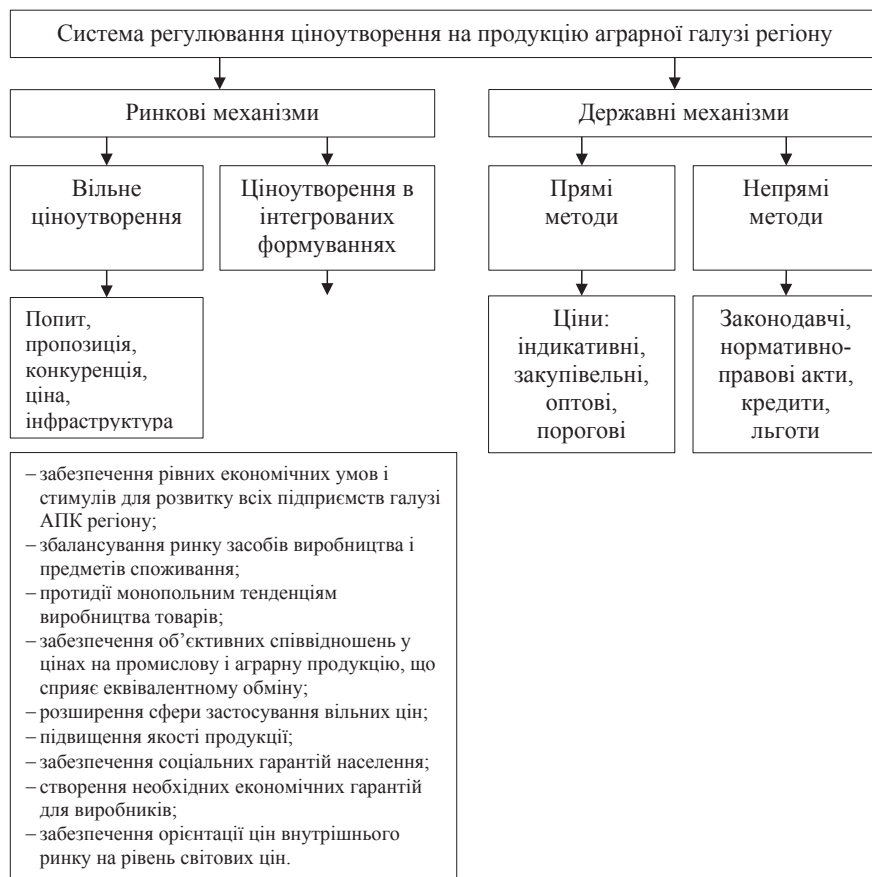 Система регулювання ціноутворення на продукцію аграрної галузі регіону
Ринкові механізми
Державні механізми
Вільне
ціноутворення
Ціноутворення в
інтегрованих
формуваннях
Прямі
методи
Непрямі
методи
Попит,
пропозиція,
конкуренція,
ціна,
інфраструктура
Ціни:
індикативні,
закупівельні,
оптові,
порогові
Законодавчі,
нормативно-
правові акти,
кредити,
льготи
– забезпечення рівних економічних умов і
стимулів для розвитку всіх підприємств галузі
АПК регіону;
– збалансування ринку засобів виробництва і
предметів споживання;
– протидії монопольним тенденціям
виробництва товарів;
– забезпечення об’єктивних співвідношень у
цінах на промислову і аграрну продукцію, що
сприяє еквівалентному обміну;
– розширення сфери застосування вільних цін;
– підвищення якості продукції;
– забезпечення соціальних гарантій населення;
– створення необхідних економічних гарантій
для виробників;
– забезпечення орієнтації цін внутрішнього
ринку на рівень світових цін.